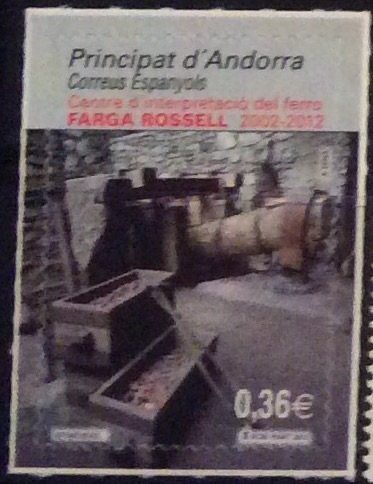 Principat d'Andorra
Correus Espanyols
Centre d'interpretació del ferro
FARGA ROSSELL 2002-2012
0,36€